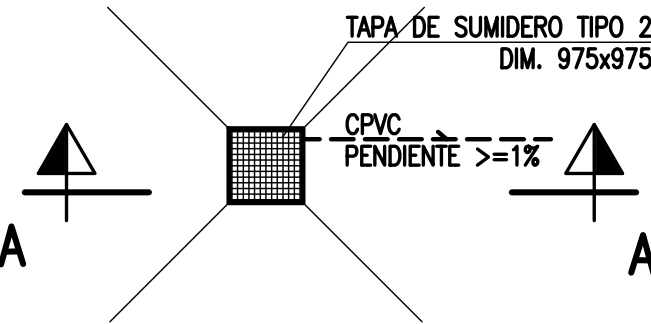 TAPA DE SUMIDERO TIPO 2
DIM. 975x975
CPVC
PENDIENTE >=1%
A
A